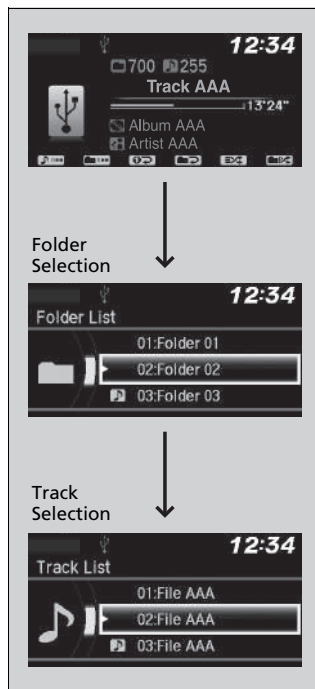 12:34
700 255
Track AAA
13'24"
Album AAA
Artist AAA
Folder
Selection
12:34
Folder List
01:Folder 01
02:Folder 02
03:Folder 03
Track
Selection
12:34
Track List
01:File AAA
02:File AAA
03:File AAA